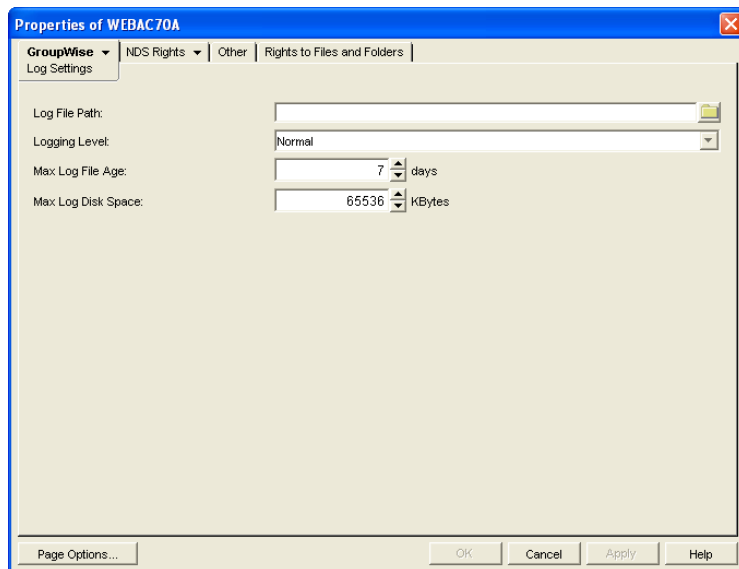 Properties of WEBAC70A
GroupWise NDS Rights Other Rights to Files and Folders
Log Settings
Log File Path:
Logging Level: Normal
Max Log File Age: 7 days
Max Log Disk Space: 65536 KBytes
Page Options... OK Cancel Apply Help